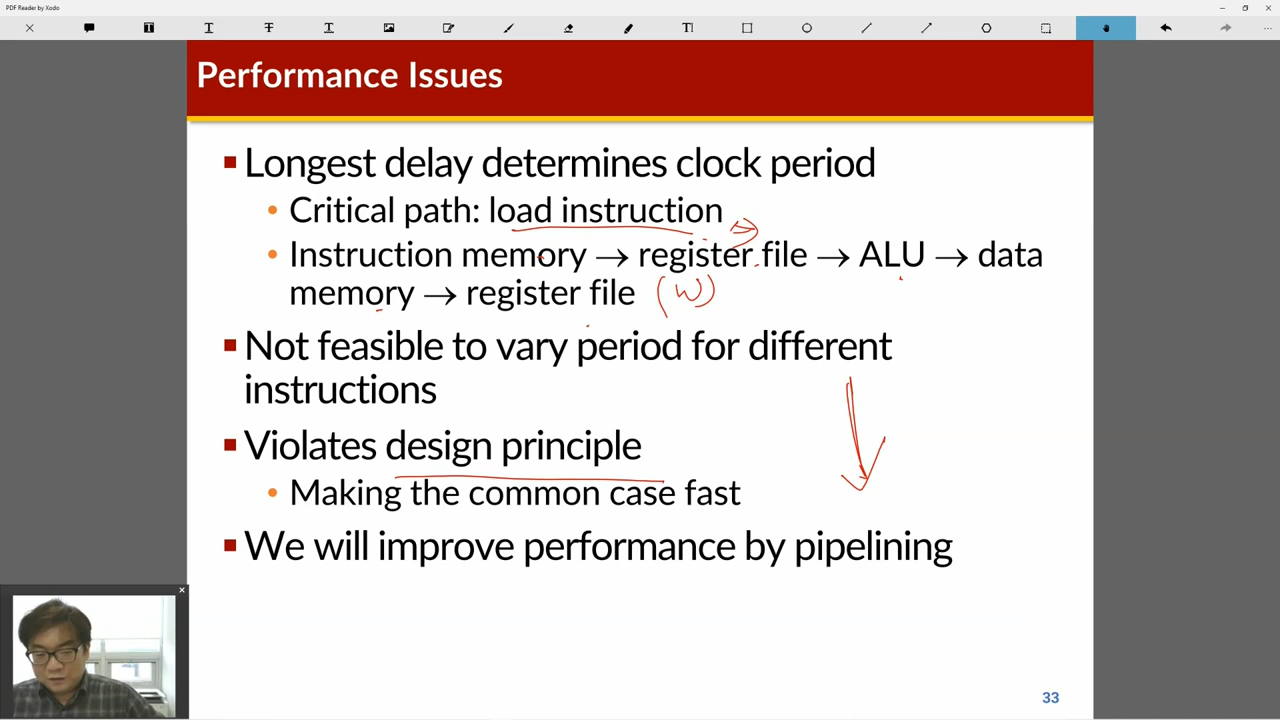 PDF Reader by Xodo
Performance Issues
▪ Longest delay determines clock period
• Critical path: load instruction
• Instruction memory → register file → ALU → data
memory → register file (W)
▪ Not feasible to vary period for different
instructions
▪ Violates design principle
• Making the common case fast
▪ We will improve performance by pipelining
33